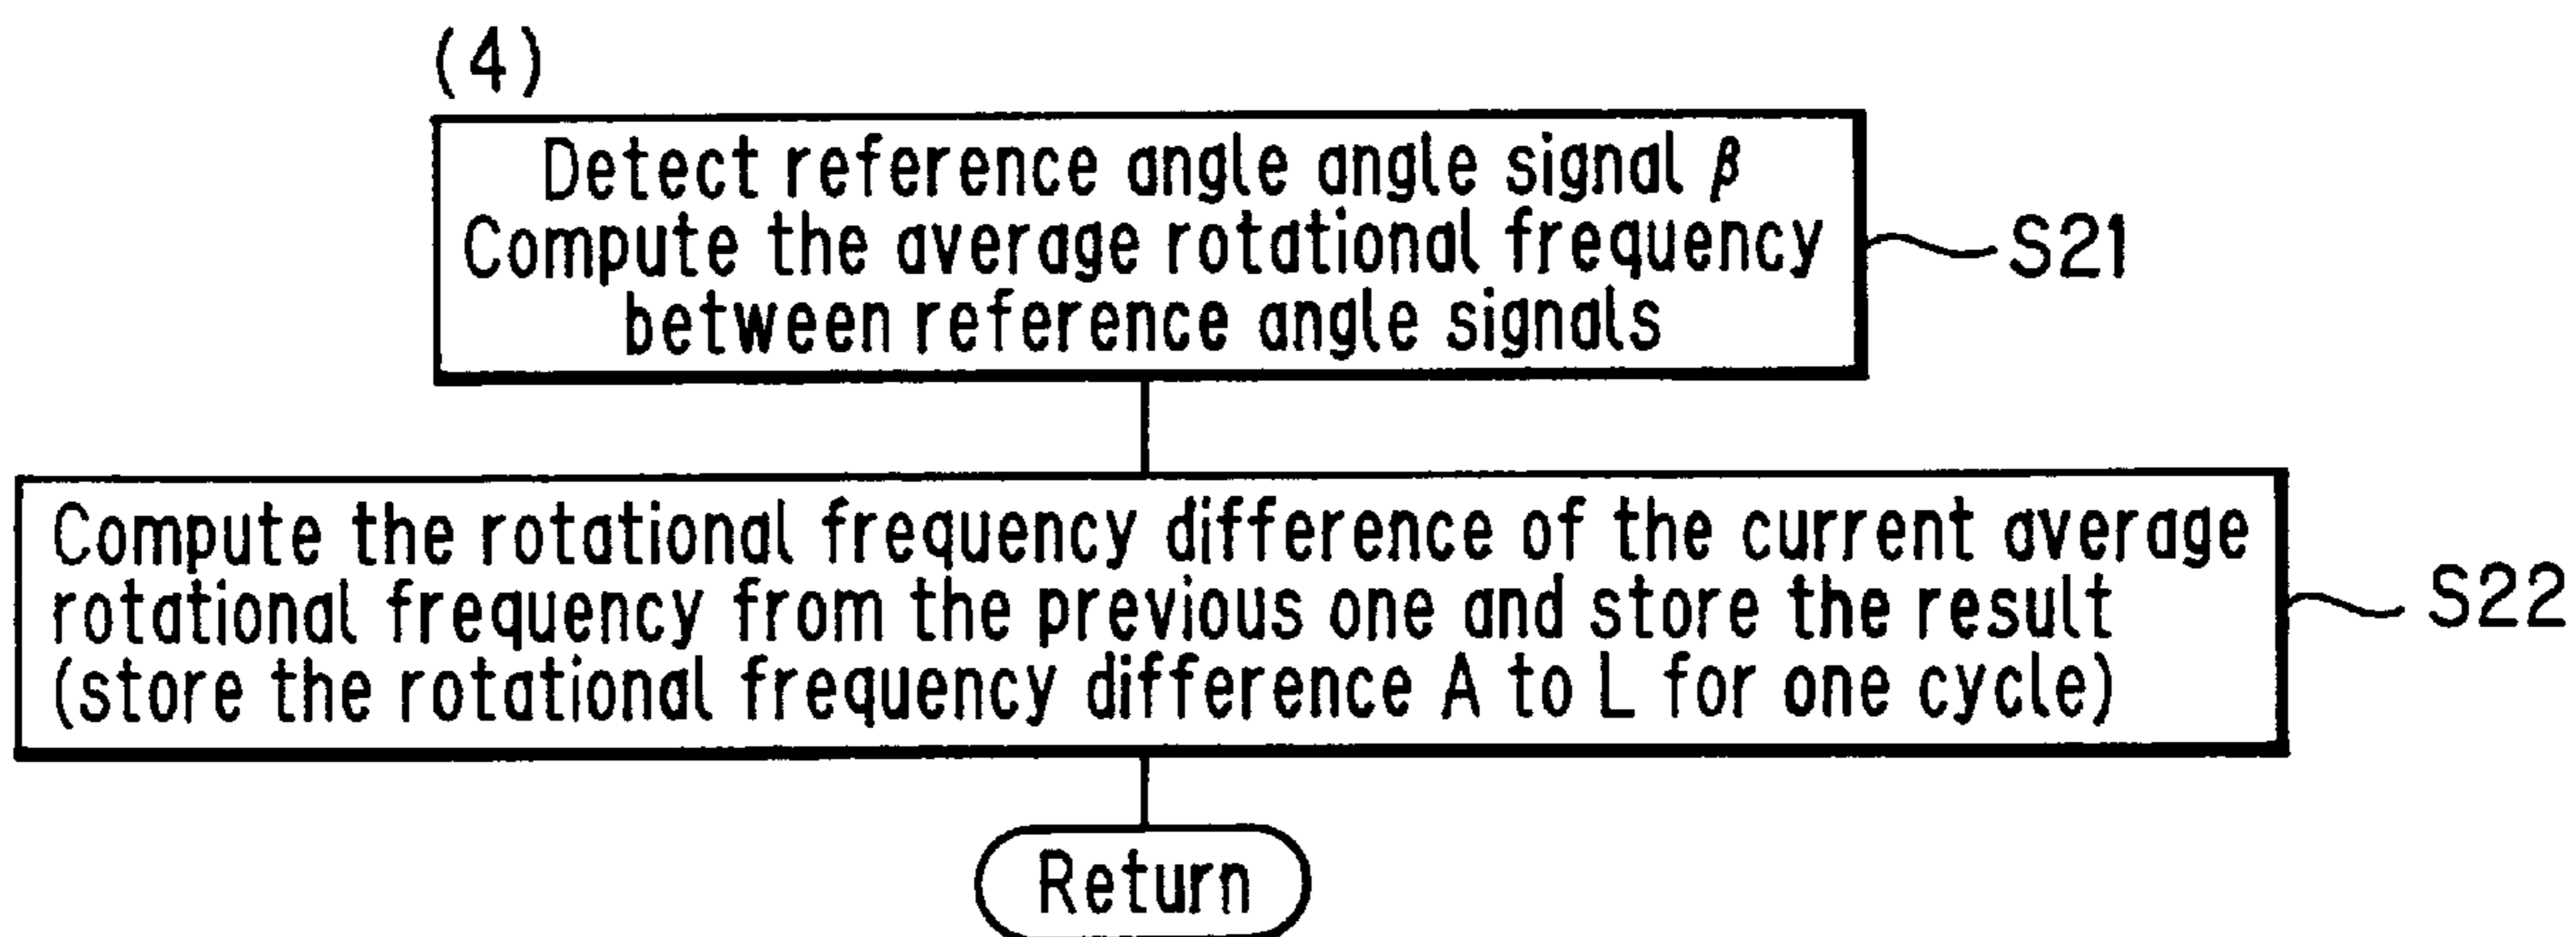 (4)
Detect reference angle angle signal β
Compute the average rotational frequency
between reference angle signals
S21
Compute the rotational frequency difference of the current average
rotational frequency from the previous one and store the result
(store the rotational frequency difference A to L for one cycle)
S22
Return